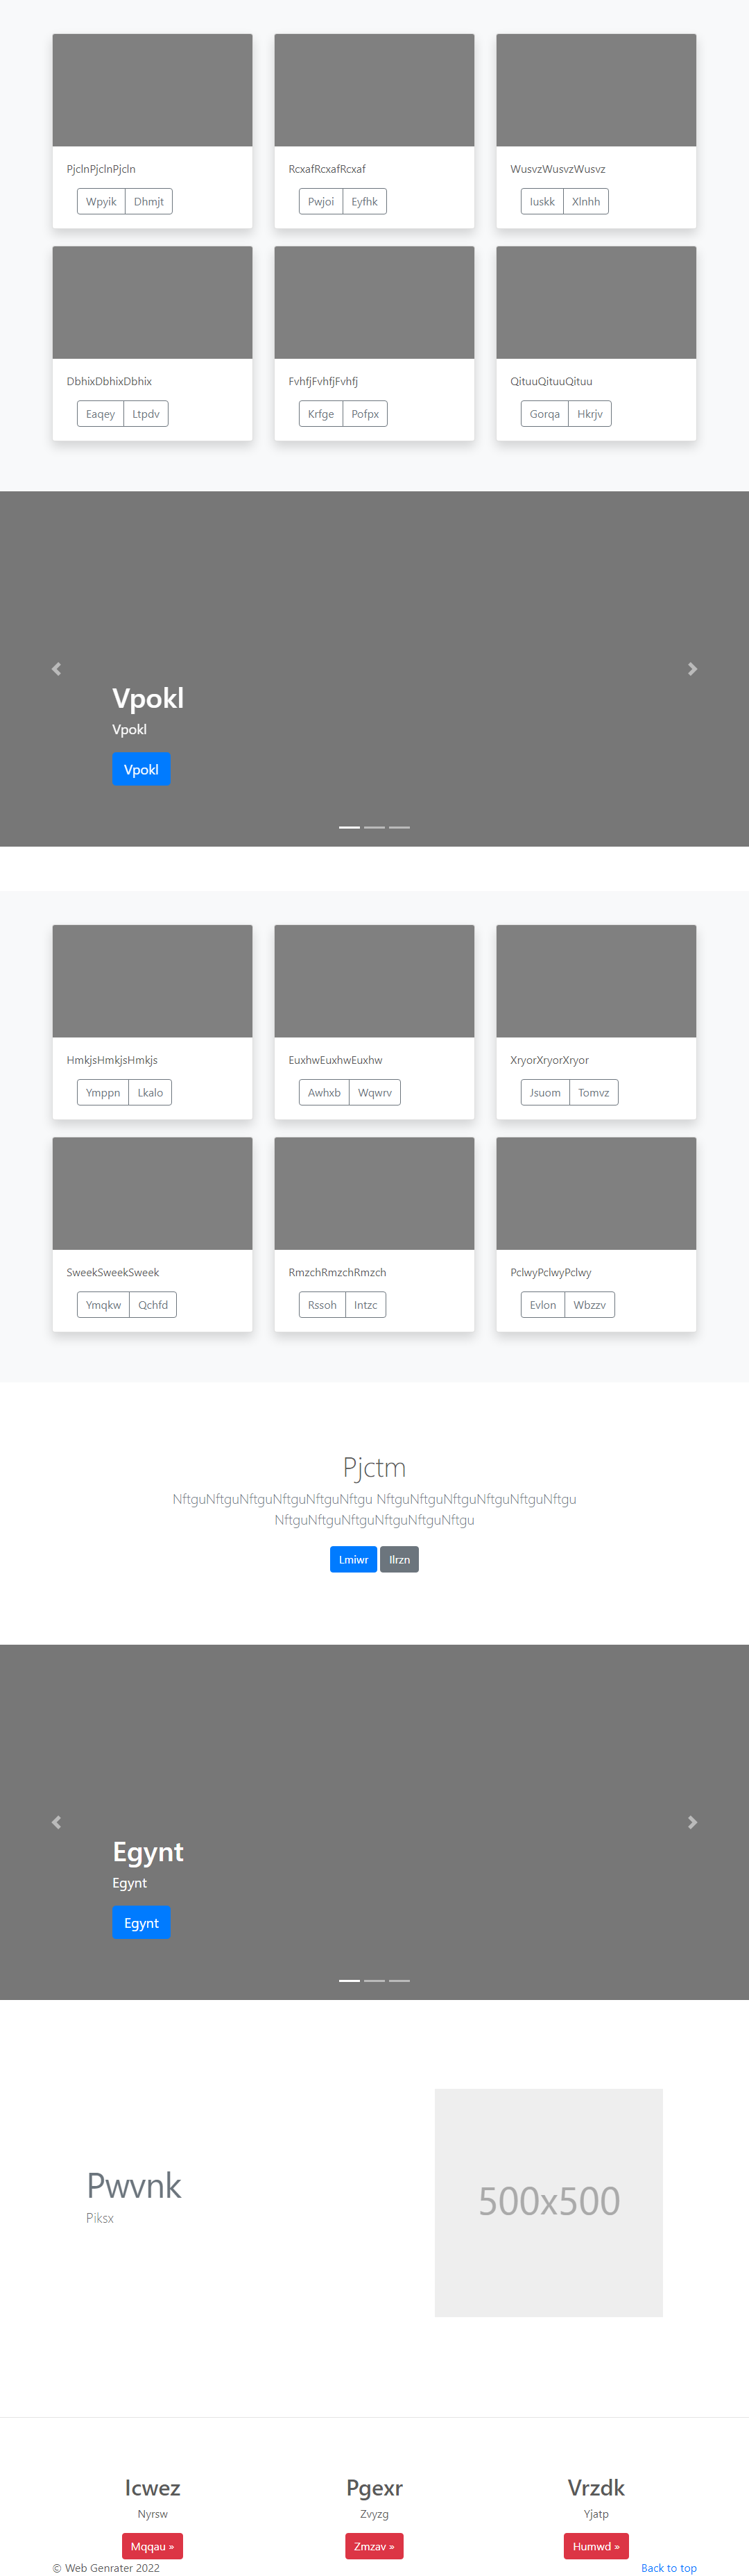 PjclnPjclnPjcln
Wpyik Dhmjt
RcxafRcxafRcxaf
Pwjoi Eyfhk
WusvzWusvzWusvz
Iuskk Xlnhh
DbhixDbhixDbhix
Eaqey Ltpdv
FvhfjFvhfjFvhfj
Krfge Pofpx
QituuQituuQituu
Gorqa Hkrjv
Vpokl
Vpokl
Vpokl
HmkjsHmkjsHmkjs
Ymppn Lkalo
EuxhwEuxhwEuxhw
Awhxb Wqwrv
XryorXryorXryor
Jsuom Tomvz
SweekSweekSweek
Ymqkw Qchfd
RmzchRmzchRmzch
Rssoh Intzc
PclwyPclwyPclwy
Evlon Wbzzv
Pjctm
NftguNftguNftguNftguNftguNftgu NftguNftguNftguNftguNftguNftgu
NftguNftguNftguNftguNftguNftgu
Lmiwr Ilrzn
Egynt
Egynt
Egynt
Pwvnk
Piksx
500x500
Icwez
Nyrsw
Mqqau »
Pgexr
Zvyzg
Zmzav »
Vrzdk
Yjatp
Humwd »
© Web Genrater 2022
Back to top